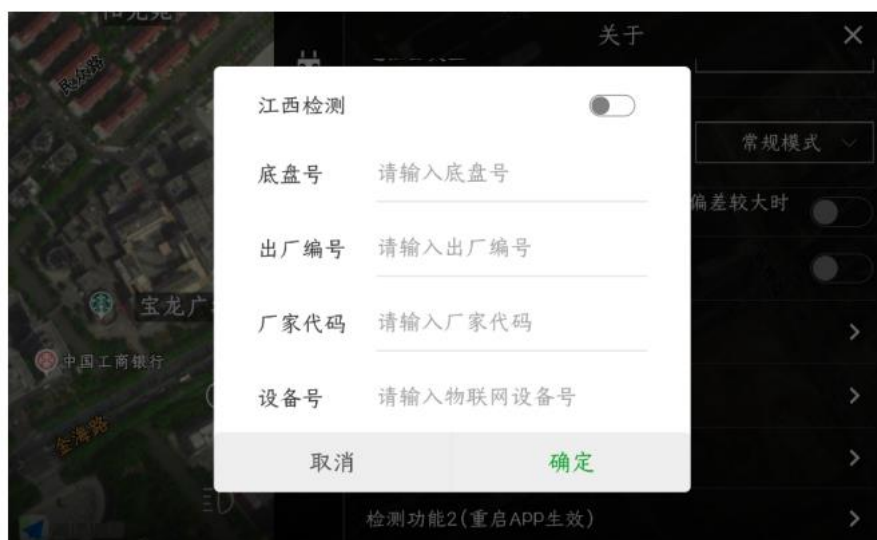 关于
民众路
江西检测
底盘号 请输入底盘号
出厂编号 请输入出厂编号
厂家代码 请输入厂家代码
设备号 请输入物联网设备号
取消 确定
常规模式
偏差较大时
宝龙广
中国工商银行
金海路
检测功能2(重启APP生效)